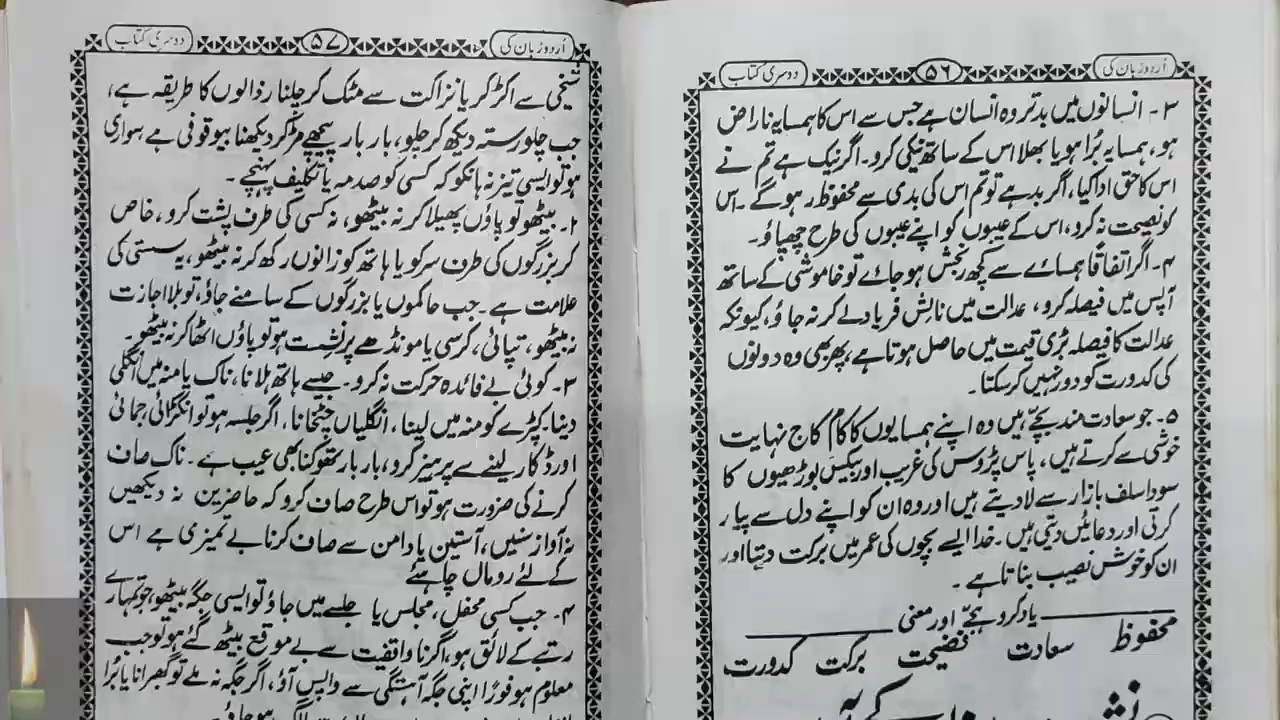 اُردو زبان کی ۵۶ دوسری کتاب
۳۔ انسانوں میں بدتر وہ انسان ہے جس سے اس کا ہمسایہ ناراض
ہو، ہمسایہ بُرا ہو یا بھلا اس کے ساتھ نیکی کرو۔ اگر نیک ہے تم نے
اس کا حق ادا کیا، اگر بد ہے تو تم اس کی بدی سے محفوظ رہو گے ۔ اس
کو نصیحت نہ کرو، اس کے عیبوں کو اپنے عیبوں کی طرح چھپاؤ۔
۴۔ اگر اتفاقاً ہمسائے سے کچھ رنجش ہو جائے تو خاموشی کے ساتھ
آپس میں فیصلہ کرو، عدالت میں نالش فریاد لے کر نہ جاؤ، کیونکہ
عدالت کا فیصلہ بڑی قیمت میں حاصل ہوتا ہے، پھر بھی وہ دونوں
کی کدورت کو دور نہیں کر سکتا۔
۵۔ جو سعادت مند بچّے ہیں وہ اپنے ہمسایوں کا کام کاج نہایت
خوشی سے کرتے ہیں، پاس پڑوس کی غریب اور بیکس بوڑھیوں کا
سودا سلف بازار سے لا دیتے ہیں اور وہ ان کو اپنے دل سے پیار
کرتی اور دعائیں دیتی ہیں۔ خدا ایسے بچوں کی عمر میں برکت دیتا اور
ان کو خوش نصیب بناتا ہے ۔
یاد کرو ہجّے اور معنی
محفوظ سعادت نصیحت برکت کدورت
اُردو زبان کی ۵۷ دوسری کتاب
شیخی سے اکڑ کر یا نزاکت سے مٹک کر چلنا رذالوں کا طریقہ ہے،
جب چلو رستہ دیکھ کر چلو، بار بار پیچھے مڑ کر دیکھنا بیوقوفی ہے ہواری
ہو تو ایسی تیز نہ ہانکو کہ کسی کو صدمہ یا تکلیف پہنچے ۔
۲۔ بیٹھو تو پاؤں پھیلا کر نہ بیٹھو، نہ کسی کی طرف پشت کرو، خاص
کر بزرگوں کی طرف سر کو یا ہاتھ کو زانوں رکھ کر نہ بیٹھو، یہ سستی کی
علامت ہے۔ جب حاکموں یا بزرگوں کے سامنے جاؤ، تو بلا اجازت
نہ بیٹھو، تپائی، کرسی یا مونڈھے پر نشست ہو تو پاؤں اٹھا کر نہ بیٹھو۔
۳۔ کوئی بے فائدہ حرکت نہ کرو۔ جیسے ہاتھ ہلانا، ناک یا منہ میں انگلی
دینا۔ کپڑے کو منہ میں لینا، انگلیاں چٹخانا، اگر جلسہ ہو تو انگڑائی جمائی
اور ڈکار لینے سے پرہیز کرو، بار بار تھوکنا بھی عیب ہے۔ ناک صاف
کرنے کی ضرورت ہو تو اس طرح صاف کرو کہ حاضرین نہ دیکھیں
نہ آواز سنیں، آستین یا دامن سے صاف کرنا بے تمیزی ہے اس
کے لئے رومال چاہئے
۴۔ جب کسی محفل، مجلس یا جلسے میں جاؤ تو ایسی جگہ بیٹھو، جو تمہارے
رتبے کے لائق ہو، اگر ناواقفیت سے بے موقع بیٹھ گئے ہو تو جب
معلوم ہو فوراً اپنی جگہ آہستگی سے واپس آؤ، اگر جگہ نہ ملے تو گھبرانا یا بُرا